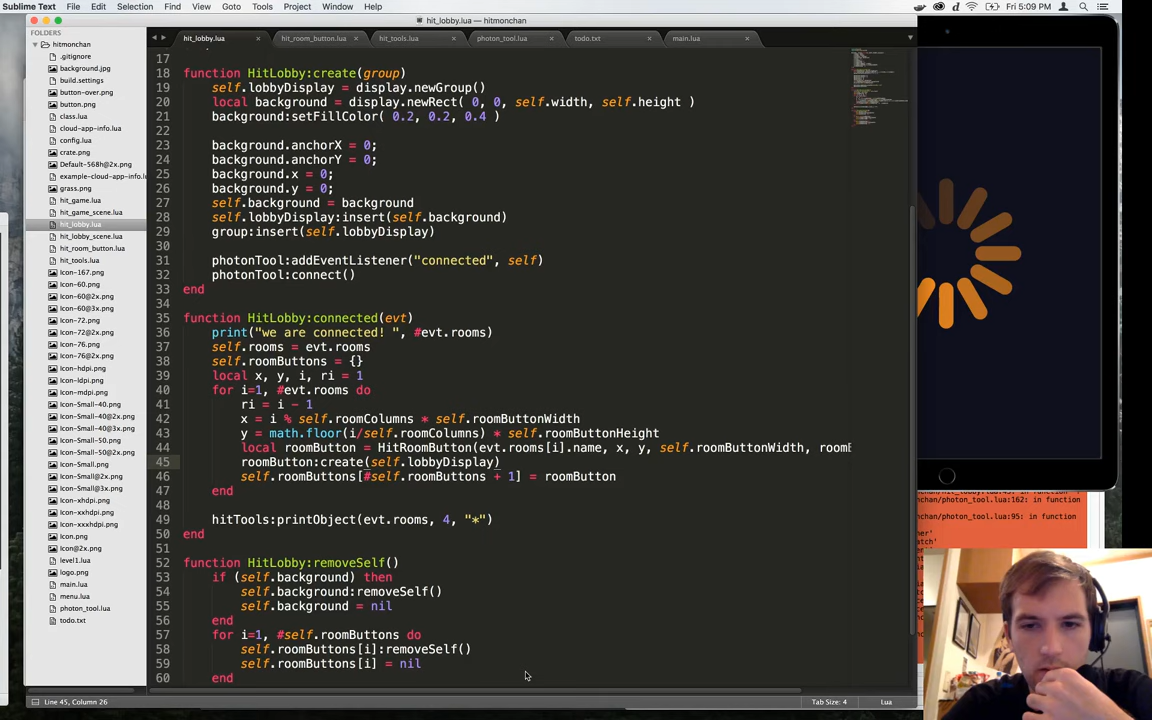 Sublime Text File Edit Selection Find View Goto Tools Project Window Help
Fri 5:09 PM
hit_lobby.lua — hitmonchan
FOLDERS
hit_lobby.lua
hit_room_button.lua
hit_tools.lua
photon_tool.lua
todo.txt
main.lua
hitmonchan
.gitignore
background.jpg
build.settings
button-over.png
button.png
class.lua
cloud-app-info.lua
config.lua
crate.png
Default-568h@2x.png
example-cloud-app-info.lua
grass.png
hit_game.lua
hit_game_scene.lua
hit_lobby.lua
hit_lobby_scene.lua
hit_room_button.lua
hit_tools.lua
Icon-167.png
Icon-60.png
Icon-60@2x.png
Icon-60@3x.png
Icon-72.png
Icon-72@2x.png
Icon-76.png
Icon-76@2x.png
Icon-hdpi.png
Icon-ldpi.png
Icon-mdpi.png
Icon-Small-40.png
Icon-Small-40@2x.png
Icon-Small-40@3x.png
Icon-Small-50.png
Icon-Small-50@2x.png
Icon-Small.png
Icon-Small@2x.png
Icon-Small@3x.png
Icon-xhdpi.png
Icon-xxhdpi.png
Icon-xxxhdpi.png
Icon.png
Icon@2x.png
level1.lua
logo.png
main.lua
menu.lua
photon_tool.lua
todo.txt
17
18 function HitLobby:create(group)
19 self.lobbyDisplay = display.newGroup()
20 local background = display.newRect( 0, 0, self.width, self.height )
21 background:setFillColor( 0.2, 0.2, 0.4 )
22
23 background.anchorX = 0;
24 background.anchorY = 0;
25 background.x = 0;
26 background.y = 0;
27 self.background = background
28 self.lobbyDisplay:insert(self.background)
29 group:insert(self.lobbyDisplay)
30
31 photonTool:addEventListener("connected", self)
32 photonTool:connect()
33 end
34
35 function HitLobby:connected(evt)
36 print("we are connected! ", #evt.rooms)
37 self.rooms = evt.rooms
38 self.roomButtons = {}
39 local x, y, i, ri = 1
40 for i=1, #evt.rooms do
41 ri = i - 1
42 x = i % self.roomColumns * self.roomButtonWidth
43 y = math.floor(i/self.roomColumns) * self.roomButtonHeight
44 local roomButton = HitRoomButton(evt.rooms[i].name, x, y, self.roomButtonWidth, roomB
45 roomButton:create(self.lobbyDisplay)
46 self.roomButtons[#self.roomButtons + 1] = roomButton
47 end
48
49 hitTools:printObject(evt.rooms, 4, "*")
50 end
51
52 function HitLobby:removeSelf()
53 if (self.background) then
54 self.background:removeSelf()
55 self.background = nil
56 end
57 for i=1, #self.roomButtons do
58 self.roomButtons[i]:removeSelf()
59 self.roomButtons[i] = nil
60 end
nchan/photon_tool.lua:162: in function
nchan/photon_tool.lua:95: in function
Line 45, Column 26
Tab Size: 4
Lua